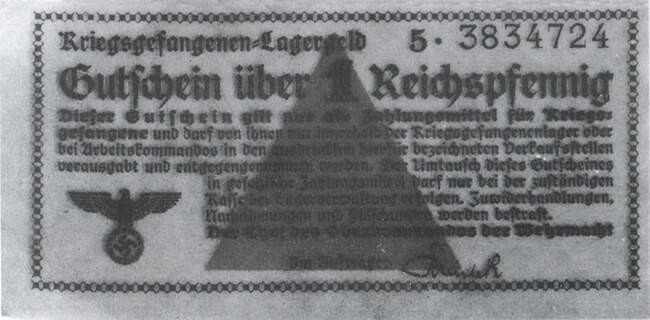 Kriegsgefangenen-Lagergeld 5 · 3834724
Gutschein über 1 Reichspfennig
Dieser Gutschein gilt nur als Zahlungsmittel für Kriegs-
gefangene und darf von ihnen nur innerhalb der Kriegsgefangenenlager oder
bei Arbeitskommandos in den ausdrücklich hierfür bezeichneten Verkaufsstellen
verausgabt und entgegengenommen werden. Der Umtausch dieses Gutscheines
in gesetzliche Zahlungsmittel darf nur bei der zuständigen
Kasse der Lagerverwaltung erfolgen. Zuwiderhandlungen,
Nachahmungen und Fälschungen werden bestraft.
Der Chef des Oberkommandos der Wehrmacht
Im Auftrage